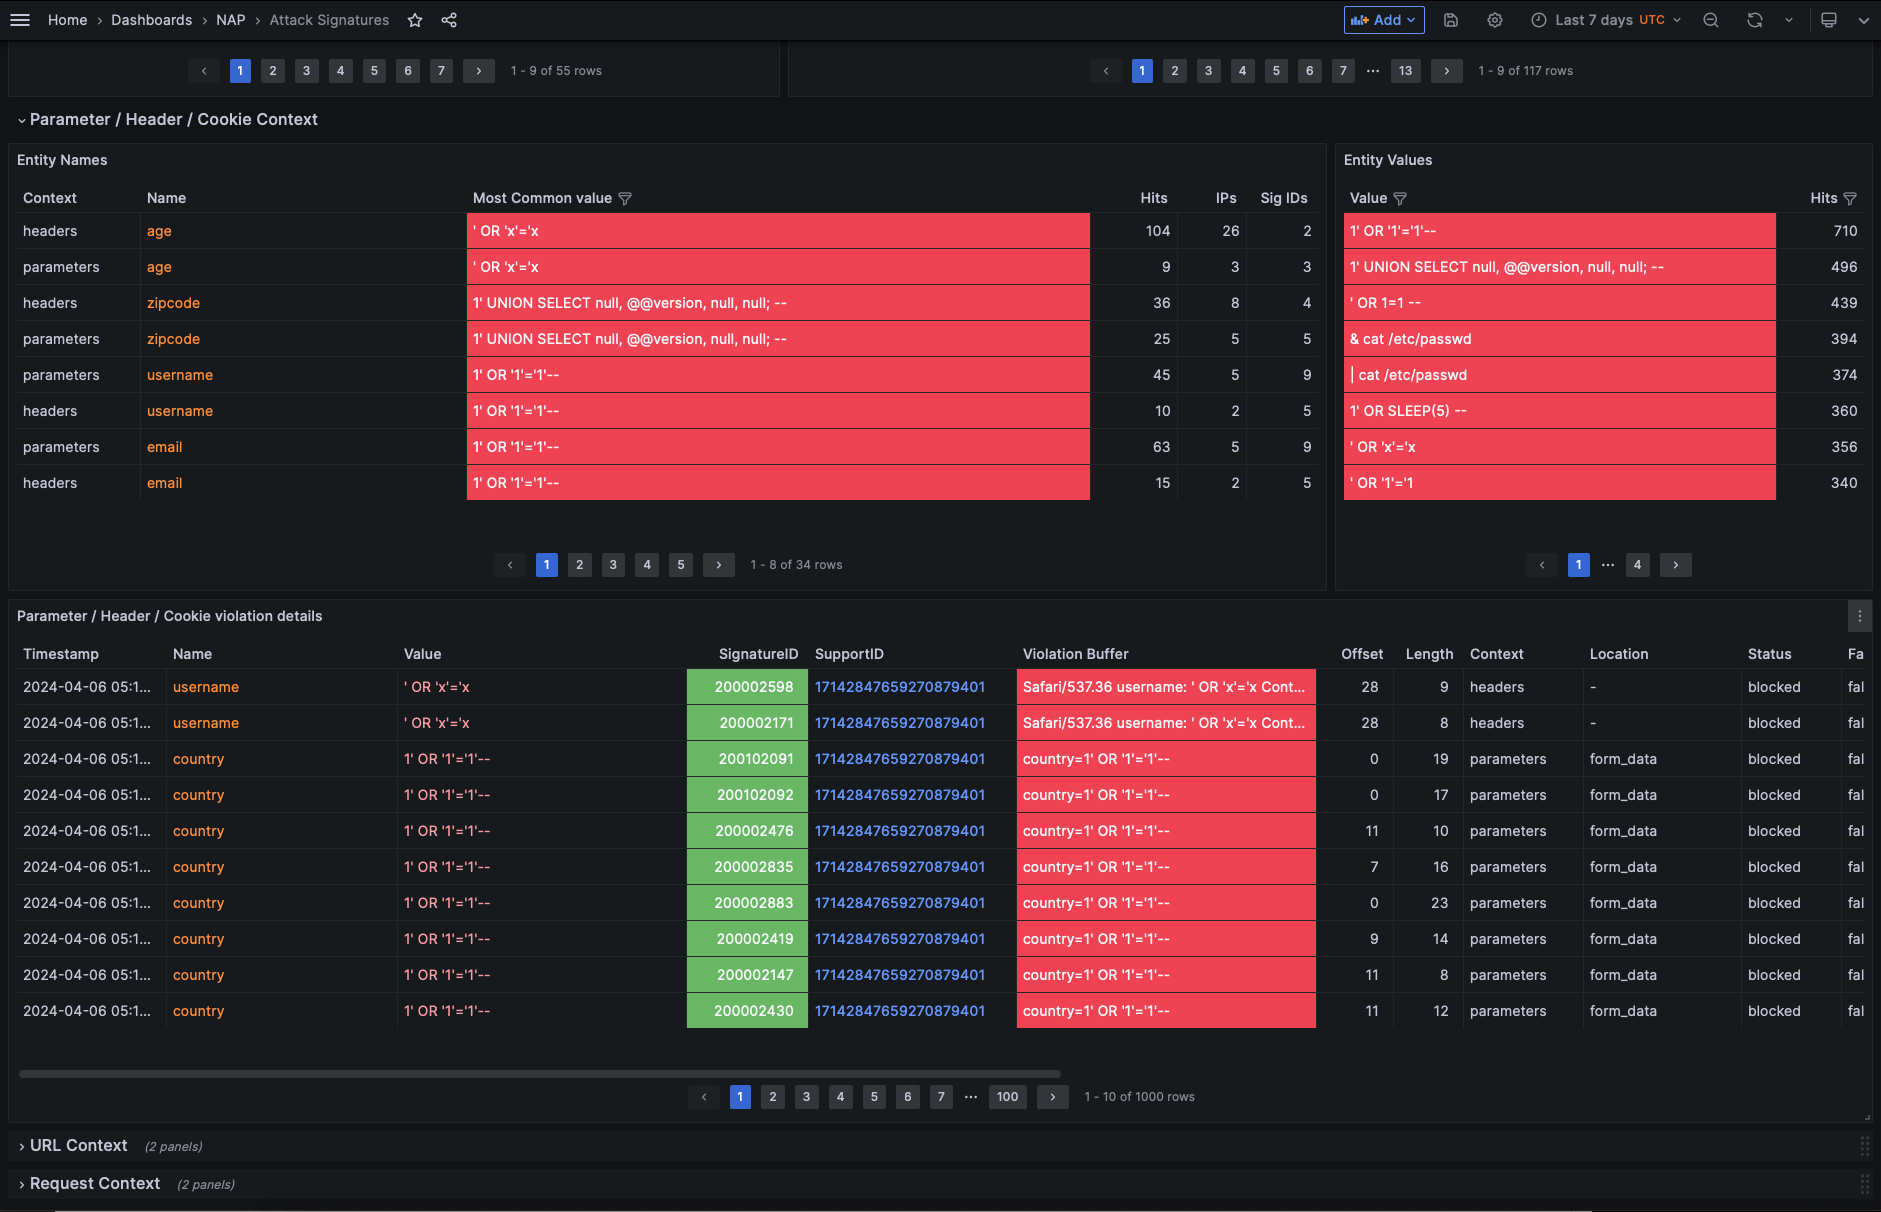 Home › Dashboards › NAP › Attack Signatures Add Last 7 days UTC
1 2 3 4 5 6 7 1 - 9 of 55 rows
1 2 3 4 5 6 7 ... 13 1 - 9 of 117 rows
Parameter / Header / Cookie Context
Entity Names
Context Name Most Common value Hits IPs Sig IDs
headers age ' OR 'x'='x 104 26 2
parameters age ' OR 'x'='x 9 3 3
headers zipcode 1' UNION SELECT null, @@version, null, null; -- 36 8 4
parameters zipcode 1' UNION SELECT null, @@version, null, null; -- 25 5 5
parameters username 1' OR '1'='1'-- 45 5 9
headers username 1' OR '1'='1'-- 10 2 5
parameters email 1' OR '1'='1'-- 63 5 9
headers email 1' OR '1'='1'-- 15 2 5
1 2 3 4 5 1 - 8 of 34 rows
Entity Values
Value Hits
1' OR '1'='1'-- 710
1' UNION SELECT null, @@version, null, null; -- 496
' OR 1=1 -- 439
& cat /etc/passwd 394
| cat /etc/passwd 374
1' OR SLEEP(5) -- 360
' OR 'x'='x 356
' OR '1'='1 340
1 ... 4
Parameter / Header / Cookie violation details
Timestamp Name Value SignatureID SupportID Violation Buffer Offset Length Context Location Status Fa
2024-04-06 05:1... username ' OR 'x'='x 200002598 17142847659270879401 Safari/537.36 username: ' OR 'x'='x Cont... 28 9 headers - blocked fal
2024-04-06 05:1... username ' OR 'x'='x 200002171 17142847659270879401 Safari/537.36 username: ' OR 'x'='x Cont... 28 8 headers - blocked fal
2024-04-06 05:1... country 1' OR '1'='1'-- 200102091 17142847659270879401 country=1' OR '1'='1'-- 0 19 parameters form_data blocked fal
2024-04-06 05:1... country 1' OR '1'='1'-- 200102092 17142847659270879401 country=1' OR '1'='1'-- 0 17 parameters form_data blocked fal
2024-04-06 05:1... country 1' OR '1'='1'-- 200002476 17142847659270879401 country=1' OR '1'='1'-- 11 10 parameters form_data blocked fal
2024-04-06 05:1... country 1' OR '1'='1'-- 200002835 17142847659270879401 country=1' OR '1'='1'-- 7 16 parameters form_data blocked fal
2024-04-06 05:1... country 1' OR '1'='1'-- 200002883 17142847659270879401 country=1' OR '1'='1'-- 0 23 parameters form_data blocked fal
2024-04-06 05:1... country 1' OR '1'='1'-- 200002419 17142847659270879401 country=1' OR '1'='1'-- 9 14 parameters form_data blocked fal
2024-04-06 05:1... country 1' OR '1'='1'-- 200002147 17142847659270879401 country=1' OR '1'='1'-- 11 8 parameters form_data blocked fal
2024-04-06 05:1... country 1' OR '1'='1'-- 200002430 17142847659270879401 country=1' OR '1'='1'-- 11 12 parameters form_data blocked fal
1 2 3 4 5 6 7 ... 100 1 - 10 of 1000 rows
URL Context (2 panels)
Request Context (2 panels)